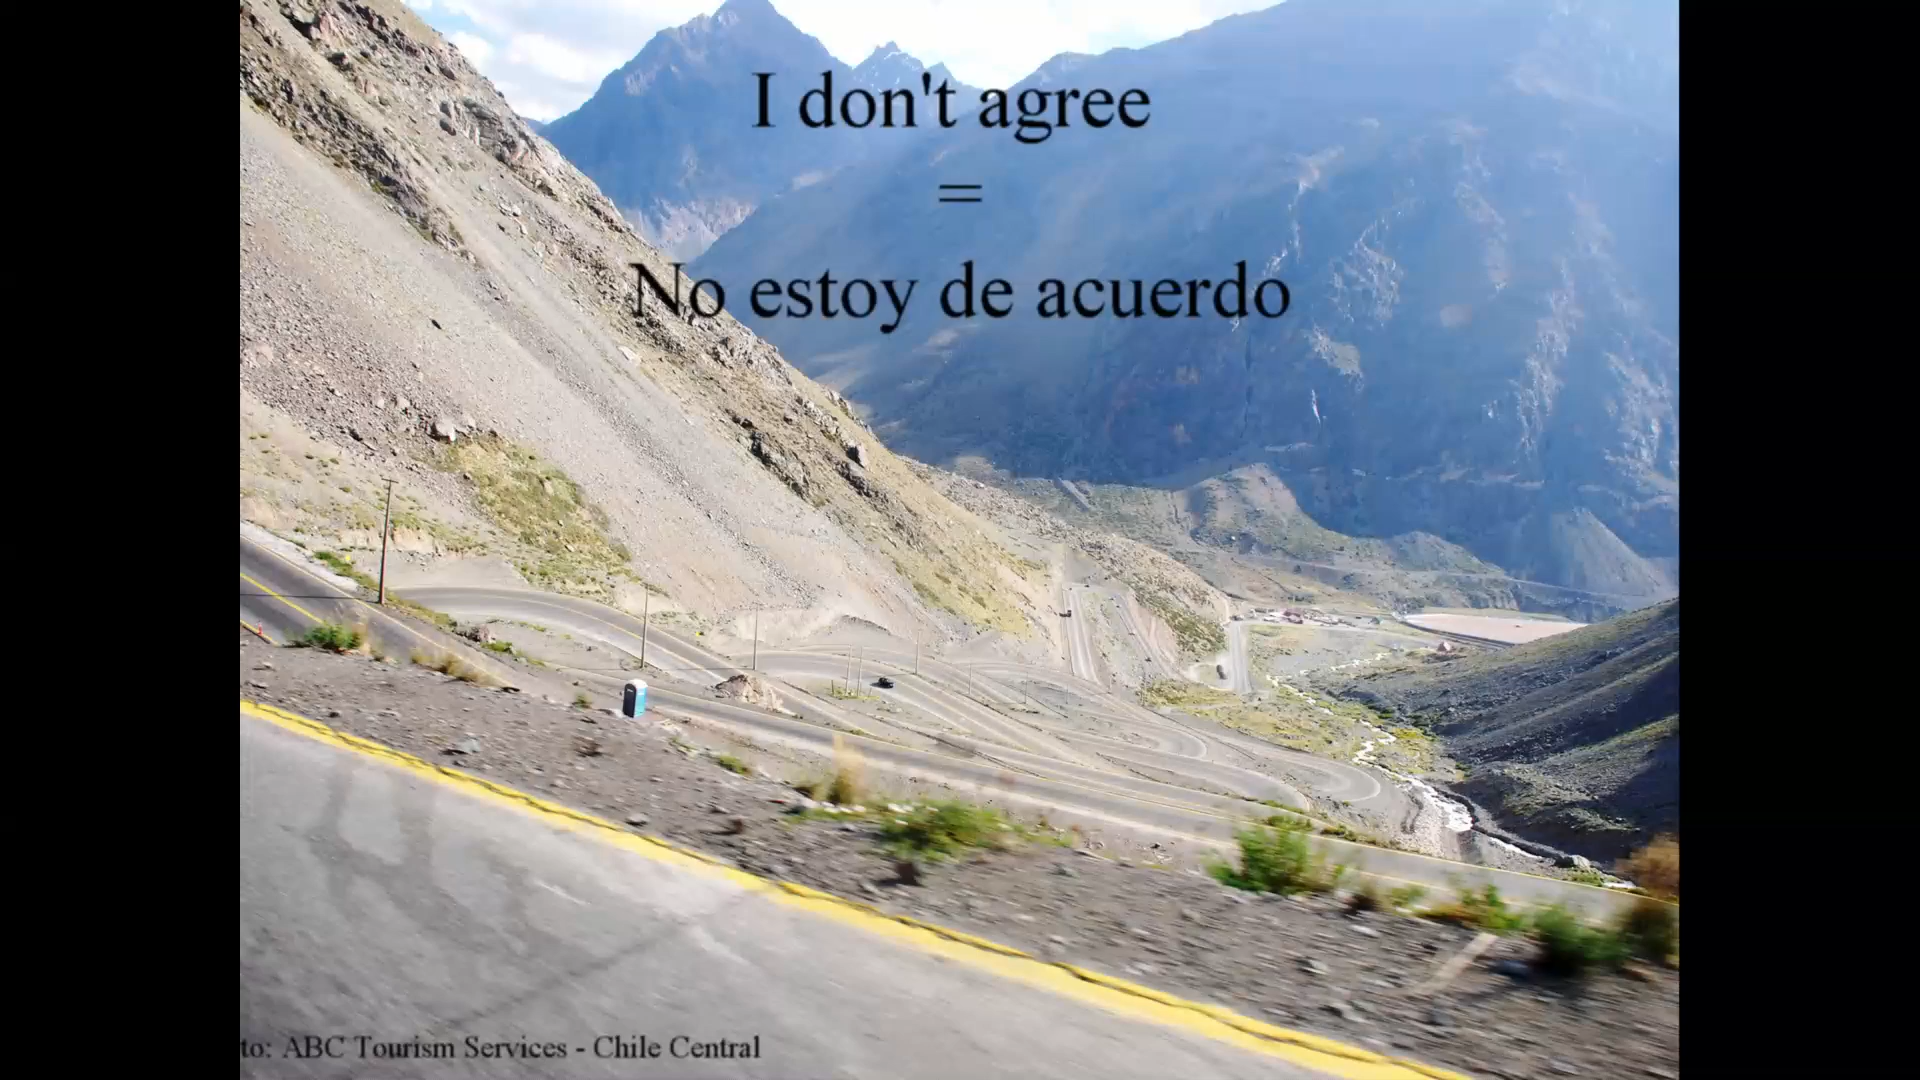 I don't agree
=
No estoy de acuerdo
to: ABC Tourism Services - Chile Central